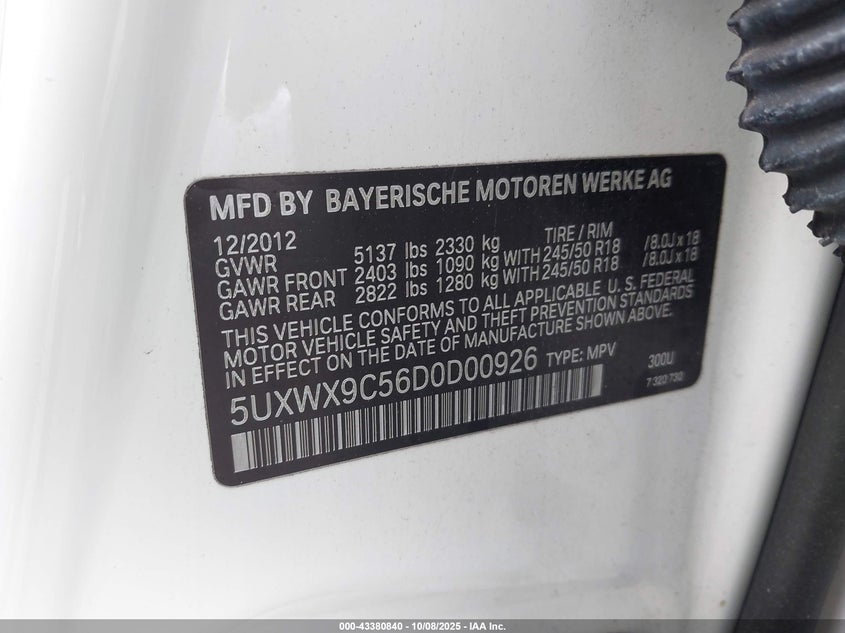 MFD BY BAYERISCHE MOTOREN WERKE AG
12/2012 TIRE / RIM
GVWR 5137 lbs 2330 kg
GAWR FRONT 2403 lbs 1090 kg WITH 245/50 R18 /8.0J x 18
GAWR REAR 2822 lbs 1280 kg WITH 245/50 R18 /8.0J x 18
THIS VEHICLE CONFORMS TO ALL APPLICABLE U. S. FEDERAL
MOTOR VEHICLE SAFETY AND THEFT PREVENTION STANDARDS
IN EFFECT ON THE DATE OF MANUFACTURE SHOWN ABOVE.
5UXWX9C56D0D00926 TYPE: MPV 300U
7 320 730
000-43380840 | 10/08/2025 - IAA Inc.